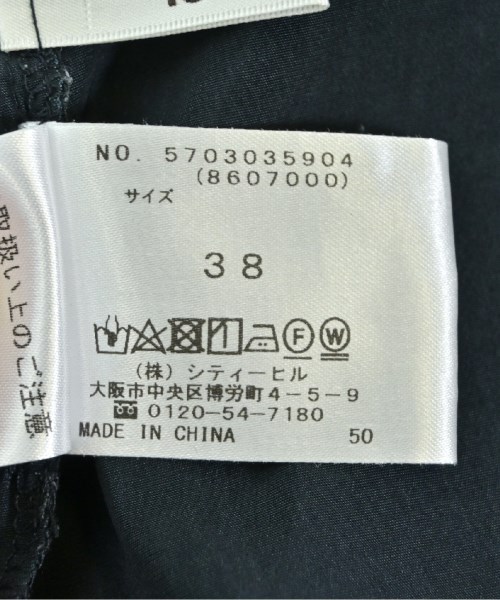 NO. 5703035904
(8607000)
サイズ
38
F W
(株) シティーヒル
大阪市中央区博労町4-5-9
0120-54-7180
MADE IN CHINA 50
取扱い上のご注意